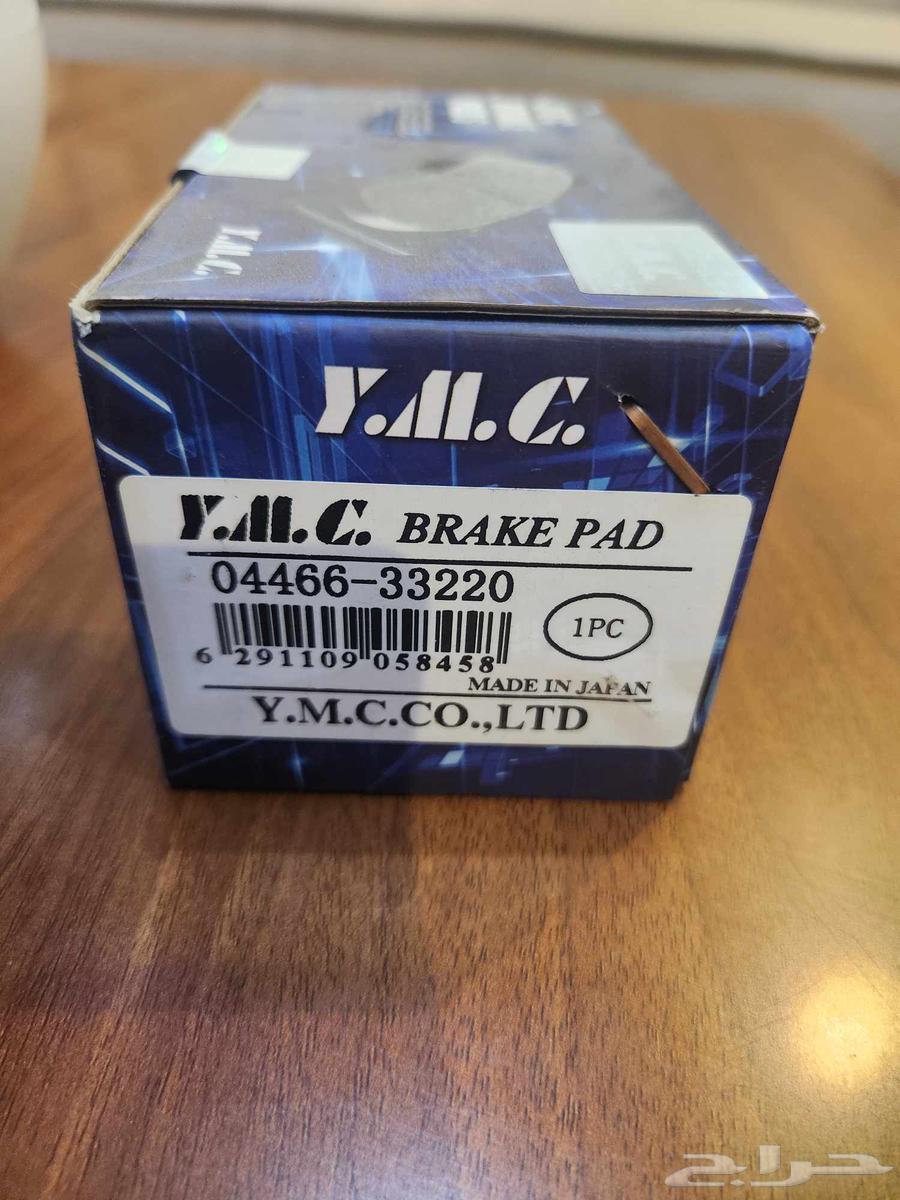 Y.M.C.
Y.M.C.
Y.M.C. BRAKE PAD
04466-33220
1PC
6 291109 058458
MADE IN JAPAN
Y.M.C.CO.,LTD
حراج